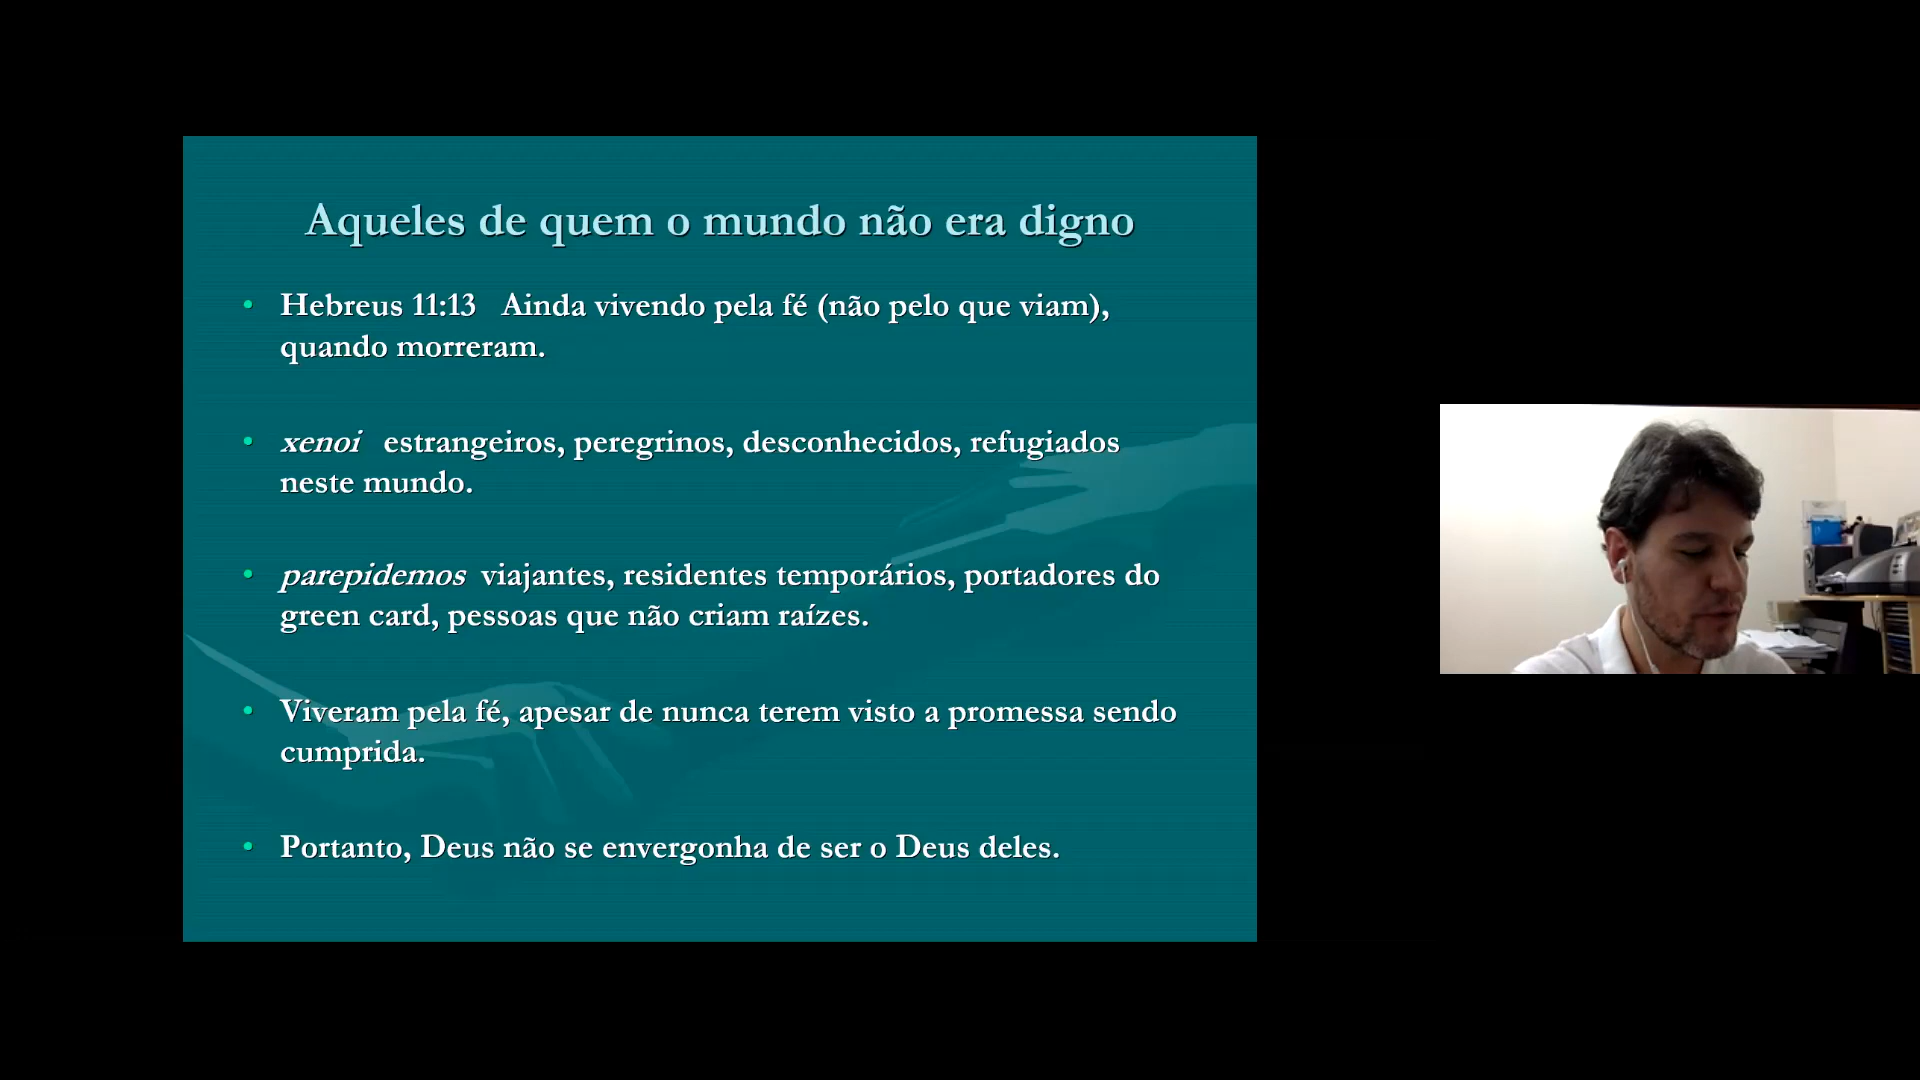 Aqueles de quem o mundo não era digno
• Hebreus 11:13 Ainda vivendo pela fé (não pelo que viam),
quando morreram.
• xenoi estrangeiros, peregrinos, desconhecidos, refugiados
neste mundo.
• parepidemos viajantes, residentes temporários, portadores do
green card, pessoas que não criam raízes.
• Viveram pela fé, apesar de nunca terem visto a promessa sendo
cumprida.
• Portanto, Deus não se envergonha de ser o Deus deles.